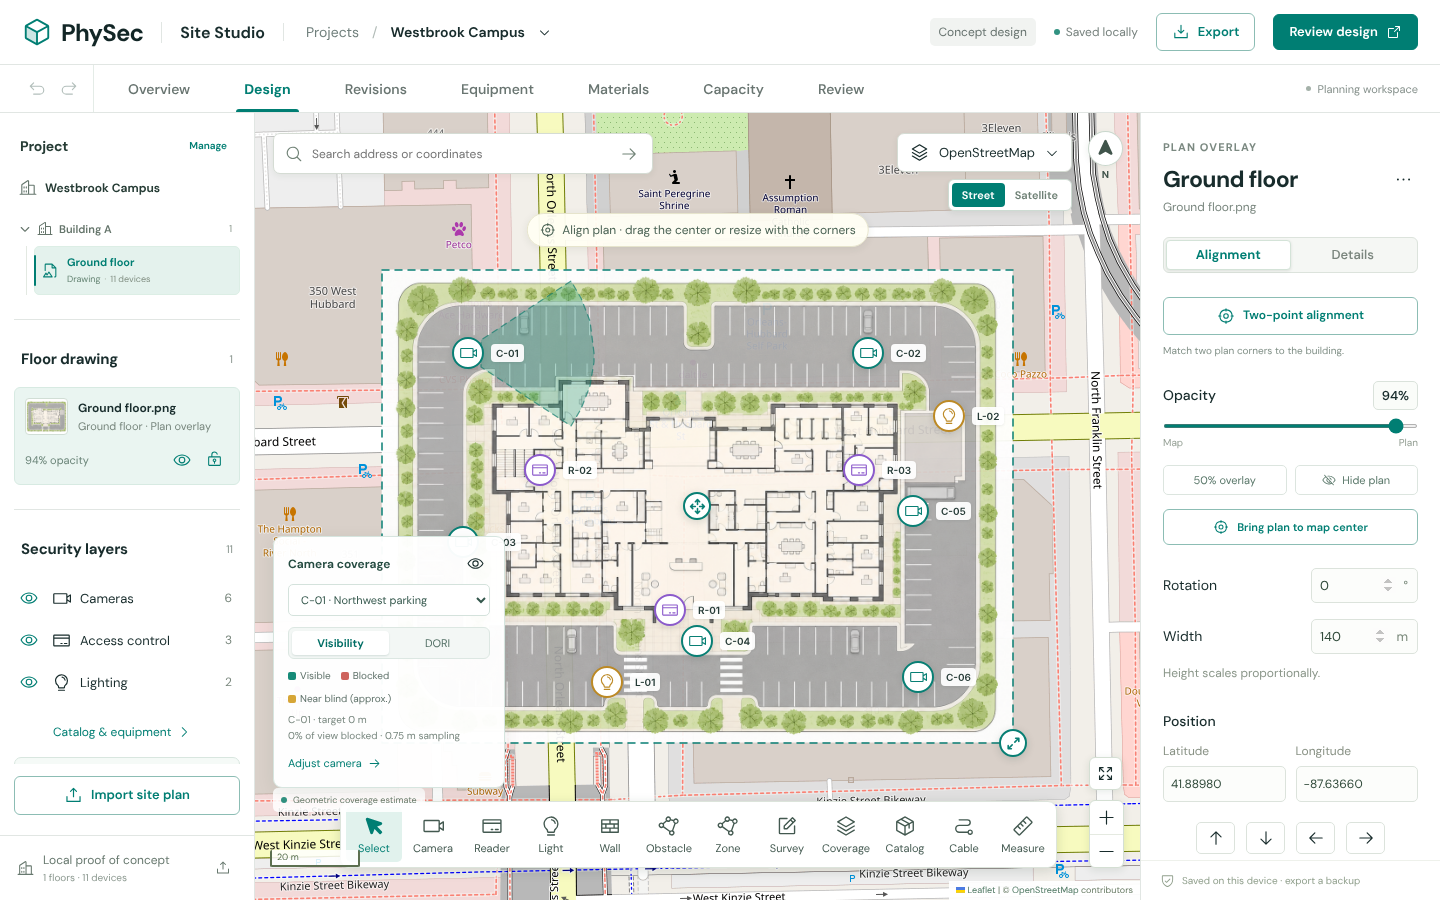 PhySec
Site Studio
Projects / Westbrook Campus
Concept design
Saved locally
Export
Review design
Overview
Design
Revisions
Equipment
Materials
Capacity
Review
Planning workspace
Project
Manage
Westbrook Campus
Building A
1
Ground floor
Drawing · 11 devices
Floor drawing
1
Ground floor.png
Ground floor · Plan overlay
94% opacity
Security layers
11
Cameras
6
Access control
3
Lighting
2
Catalog & equipment
Import site plan
Local proof of concept
1 floors · 11 devices
Search address or coordinates
OpenStreetMap
N
Street
Satellite
3Eleven
3Eleven
Saint Peregrine
Shrine
Assumption
Roman
Petco
Align plan · drag the center or resize with the corners
350 West
Hubbard
C-01
C-02
L-02
R-02
R-03
C-05
03
R-01
C-04
L-01
C-06
bard Street
North Franklin Street
The Hampton
Camera coverage
C-01 · Northwest parking
Visibility
DORI
Visible
Blocked
Near blind (approx.)
C-01 · target 0 m
0% of view blocked · 0.75 m sampling
Adjust camera
Geometric coverage estimate
Subway
Kinzie Street Bikeway
West Kinzie Stre
20 m
Select
Camera
Reader
Light
Wall
Obstacle
Zone
Survey
Coverage
Catalog
Cable
Measure
Kinzie Street Bikeway
Kinzie Street Bikeway
West Kinzie Street
Leaflet | © OpenStreetMap contributors
PLAN OVERLAY
Ground floor
Ground floor.png
Alignment
Details
Two-point alignment
Match two plan corners to the building.
Opacity
94%
Map
Plan
50% overlay
Hide plan
Bring plan to map center
Rotation
0 °
Width
140 m
Height scales proportionally.
Position
Latitude
Longitude
41.88980
-87.63660
Saved on this device · export a backup